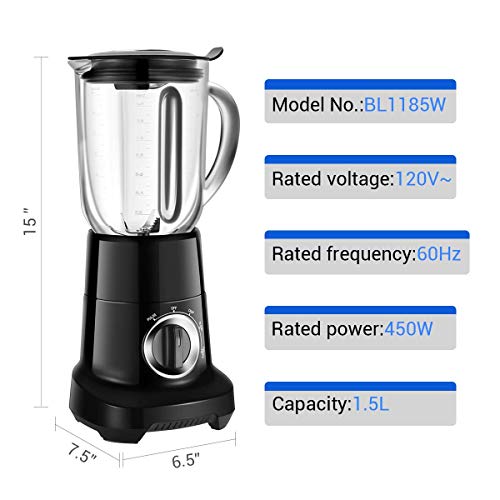 15"
7.5"
6.5"
Model No.:BL1185W
Rated voltage:120V~
Rated frequency:60Hz
Rated power:450W
Capacity:1.5L